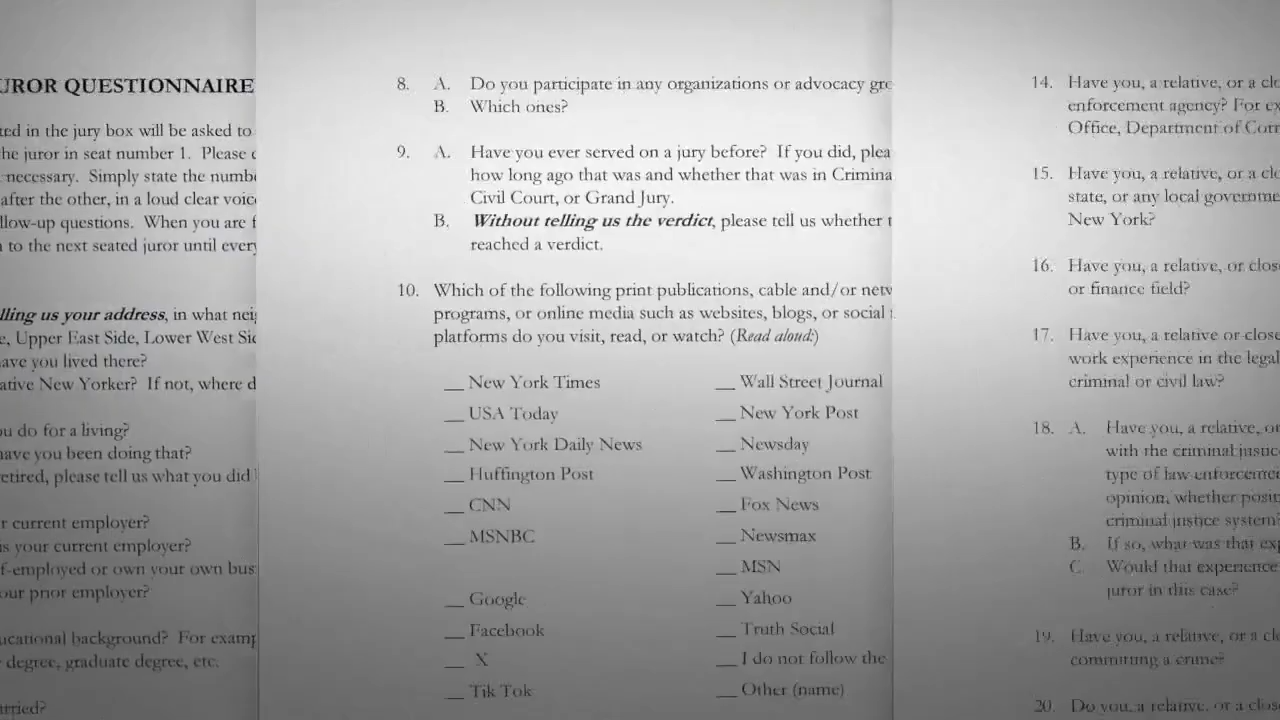 JUROR QUESTIONNAIRE
ted in the jury box will be asked to
the juror in seat number 1. Please
necessary. Simply state the numb
after the other, in a loud clear voic
llow-up questions. When you are f
to the next seated juror until every
lling us your address, in what nei
e, Upper East Side, Lower West Sid
ave you lived there?
ative New Yorker? If not, where d
ou do for a living?
have you been doing that?
retired, please tell us what you did
r current employer?
is your current employer?
f-employed or own your own bus
our prior employer?
ucational background? For examp
degree, graduate degree, etc.
arried?
8. A. Do you participate in any organizations or advocacy gro
B. Which ones?
9. A. Have you ever served on a jury before? If you did, plea
how long ago that was and whether that was in Crimina
Civil Court, or Grand Jury.
B. Without telling us the verdict, please tell us whether t
reached a verdict.
10. Which of the following print publications, cable and/or netw
programs, or online media such as websites, blogs, or social
platforms do you visit, read, or watch? (Read aloud:)
__ New York Times __ Wall Street Journal
__ USA Today __ New York Post
__ New York Daily News __ Newsday
__ Huffington Post __ Washington Post
__ CNN __ Fox News
__ MSNBC __ Newsmax
__ MSN
__ Google __ Yahoo
__ Facebook __ Truth Social
__ X __ I do not follow the
__ Tik Tok __ Other (name)
14. Have you, a relative, or a clo
enforcement agency? For ex
Office, Department of Corr
15. Have you, a relative, or a clo
state, or any local governme
New York?
16. Have you, a relative, or clos
or finance field?
17. Have you, a relative or close
work experience in the legal
criminal or civil law?
18. A. Have you, a relative, or
with the criminal justic
type of law enforceme
opinion, whether posit
criminal justice system?
B. If so, what was that exp
C. Would that experience
juror in this case?
19. Have you, a relative, or a clo
committing a crime?
20. Do you, a relative, or a clos